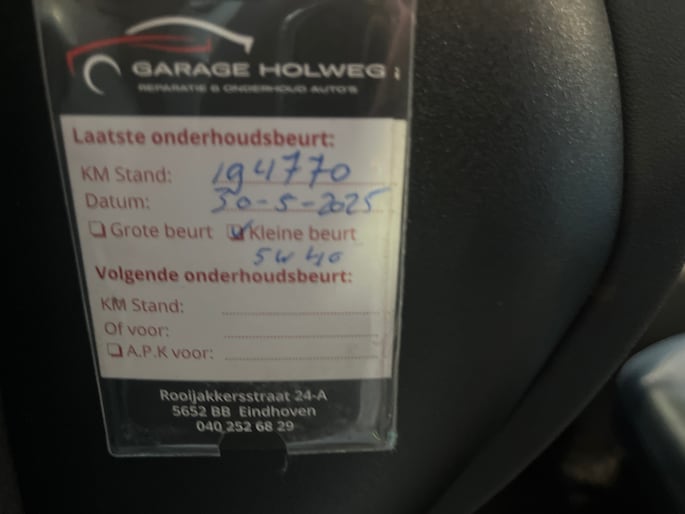 GARAGE HOLWEG
REPARATIE & ONDERHOUD AUTO'S
Laatste onderhoudsbeurt:
KM Stand: 194770
Datum: 30-5-2025
Grote beurt Kleine beurt
5w40
Volgende onderhoudsbeurt:
KM Stand:
Of voor:
A.P.K voor:
Rooijakkersstraat 24-A
5652 BB Eindhoven
040 252 68 29